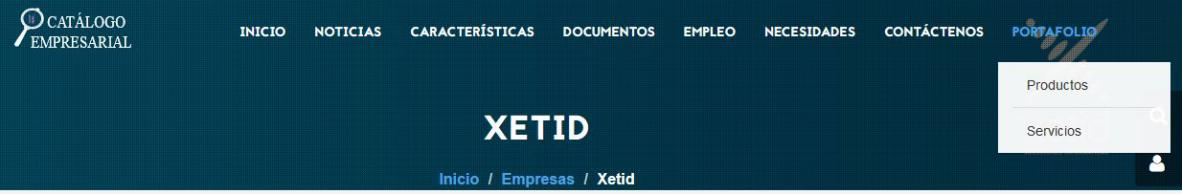 CATÁLOGO
EMPRESARIAL
INICIO NOTICIAS CARACTERÍSTICAS DOCUMENTOS EMPLEO NECESIDADES CONTÁCTENOS PORTAFOLIO
Productos
Servicios
XETID
Inicio / Empresas / Xetid